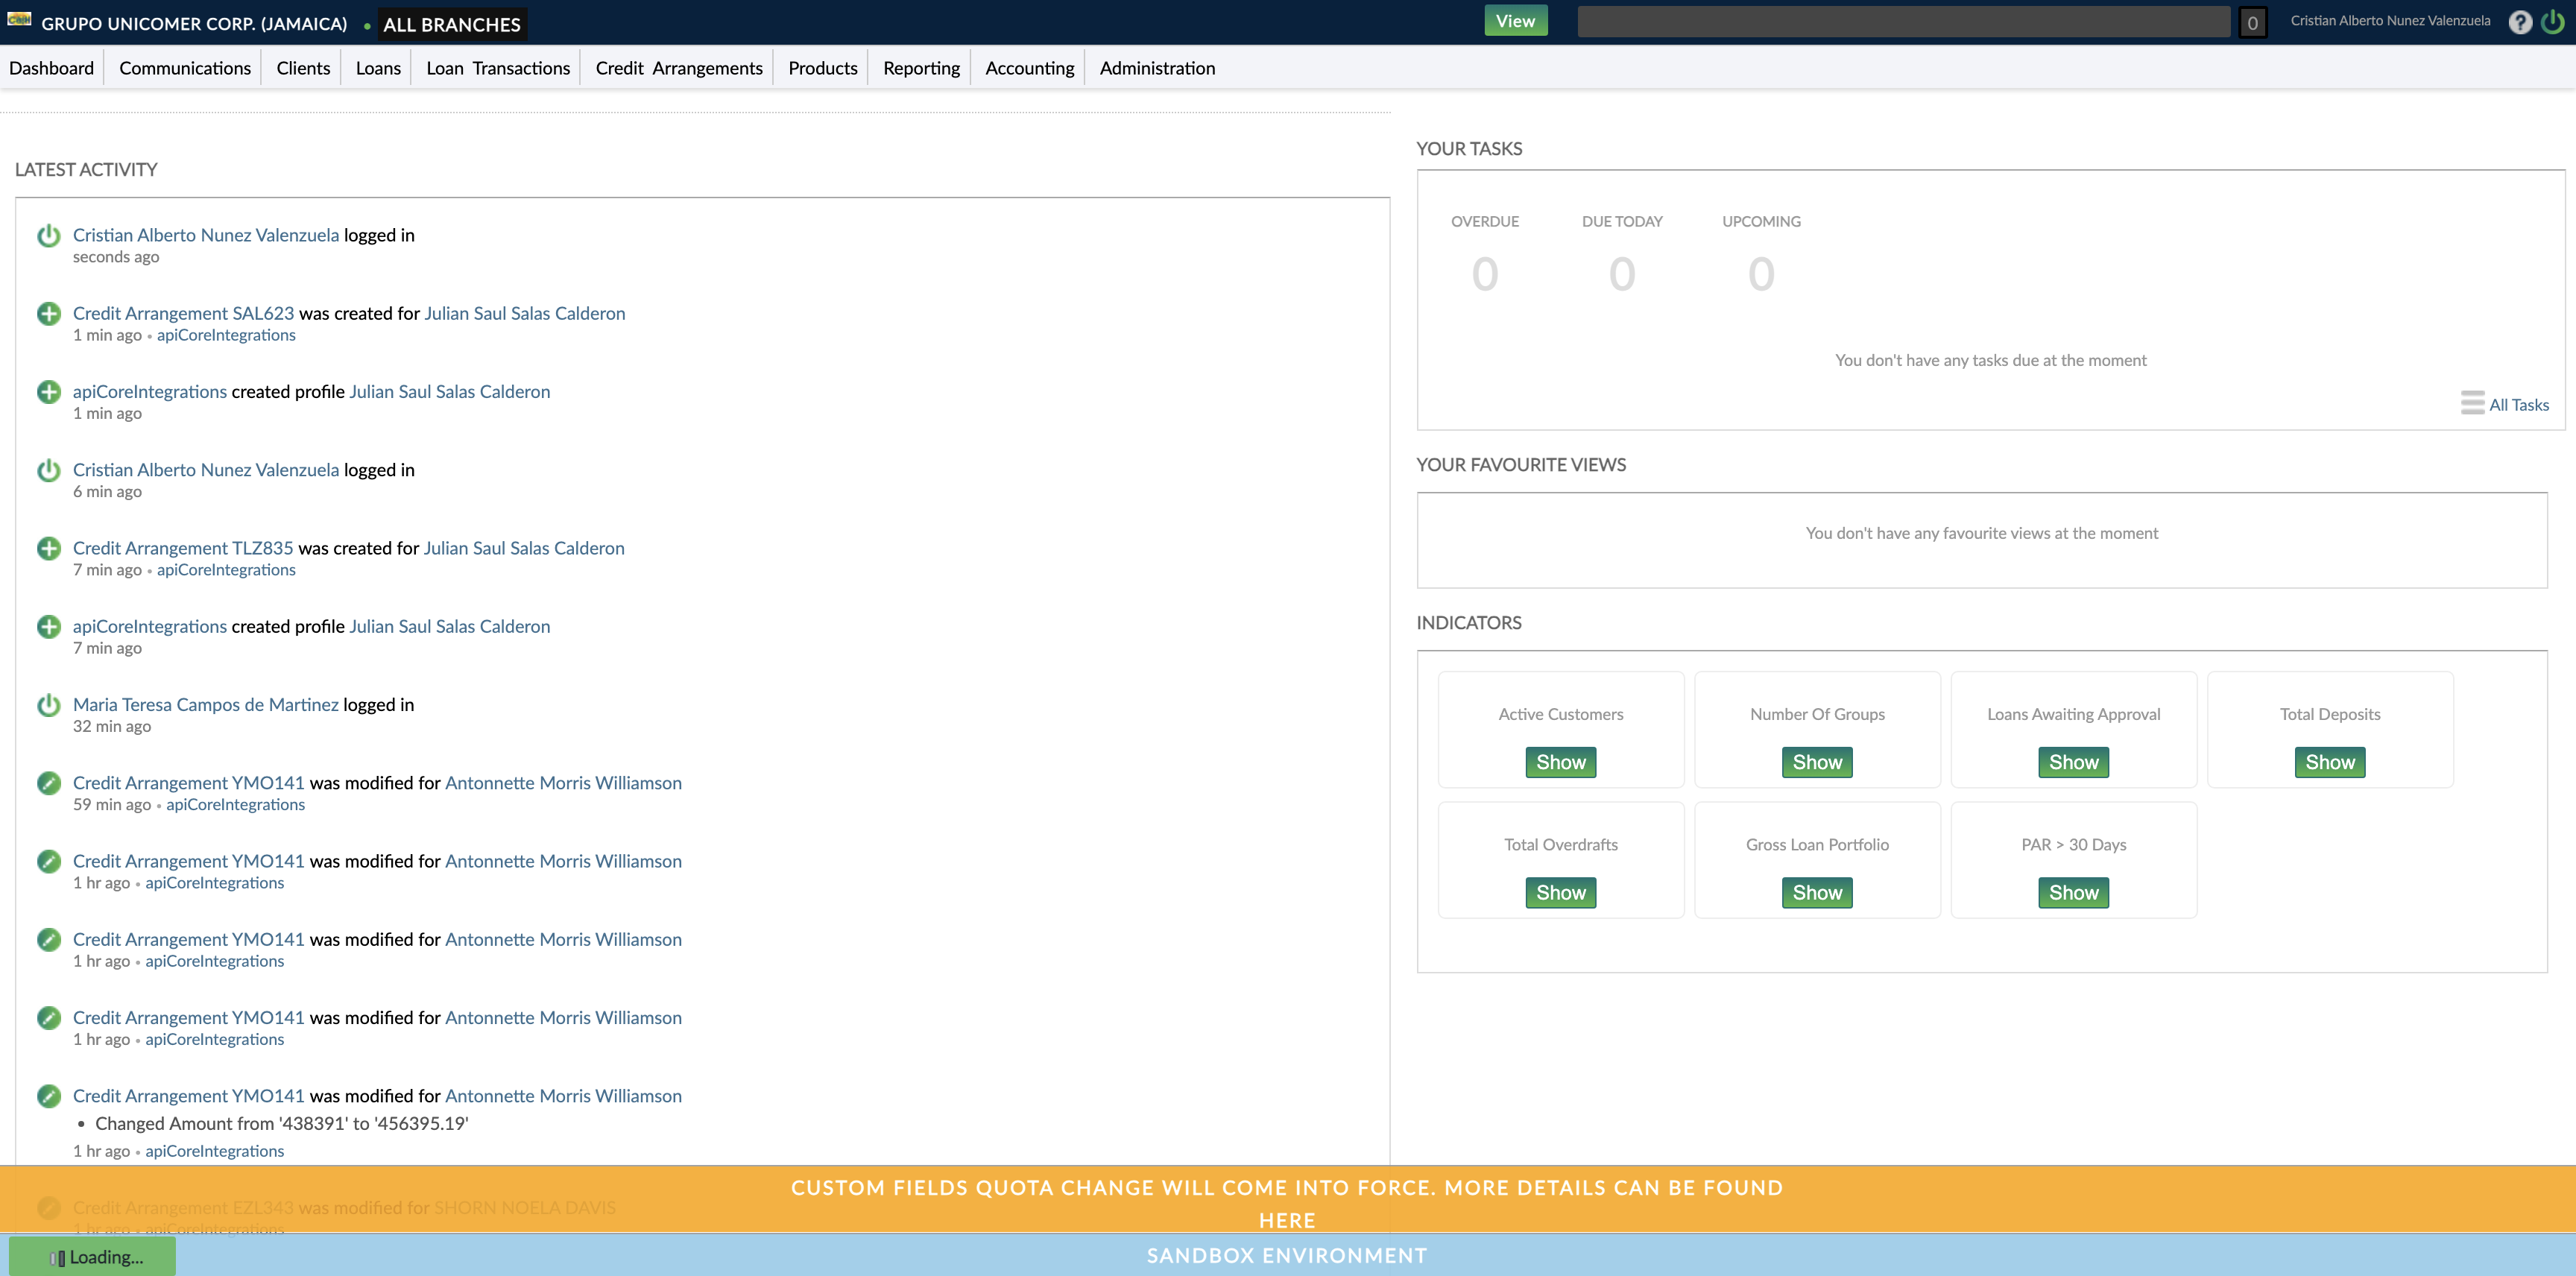 GRUPO UNICOMER CORP. (JAMAICA) • ALL BRANCHES
View
0
Cristian Alberto Nunez Valenzuela
?
Dashboard Communications Clients Loans Loan Transactions Credit Arrangements Products Reporting Accounting Administration
LATEST ACTIVITY
Cristian Alberto Nunez Valenzuela logged in
seconds ago
Credit Arrangement SAL623 was created for Julian Saul Salas Calderon
1 min ago • apiCoreIntegrations
apiCoreIntegrations created profile Julian Saul Salas Calderon
1 min ago
Cristian Alberto Nunez Valenzuela logged in
6 min ago
Credit Arrangement TLZ835 was created for Julian Saul Salas Calderon
7 min ago • apiCoreIntegrations
apiCoreIntegrations created profile Julian Saul Salas Calderon
7 min ago
Maria Teresa Campos de Martinez logged in
32 min ago
Credit Arrangement YMO141 was modified for Antonnette Morris Williamson
59 min ago • apiCoreIntegrations
Credit Arrangement YMO141 was modified for Antonnette Morris Williamson
1 hr ago • apiCoreIntegrations
Credit Arrangement YMO141 was modified for Antonnette Morris Williamson
1 hr ago • apiCoreIntegrations
Credit Arrangement YMO141 was modified for Antonnette Morris Williamson
1 hr ago • apiCoreIntegrations
Credit Arrangement YMO141 was modified for Antonnette Morris Williamson
• Changed Amount from '438391' to '456395.19'
1 hr ago • apiCoreIntegrations
Credit Arrangement EZL343 was modified for SHORN NOELA DAVIS
1 hr ago • apiCoreIntegrations
YOUR TASKS
OVERDUE DUE TODAY UPCOMING
0 0 0
You don't have any tasks due at the moment
All Tasks
YOUR FAVOURITE VIEWS
You don't have any favourite views at the moment
INDICATORS
Active Customers Number Of Groups Loans Awaiting Approval Total Deposits
Show Show Show Show
Total Overdrafts Gross Loan Portfolio PAR > 30 Days
Show Show Show
CUSTOM FIELDS QUOTA CHANGE WILL COME INTO FORCE. MORE DETAILS CAN BE FOUND
HERE
Loading...
SANDBOX ENVIRONMENT